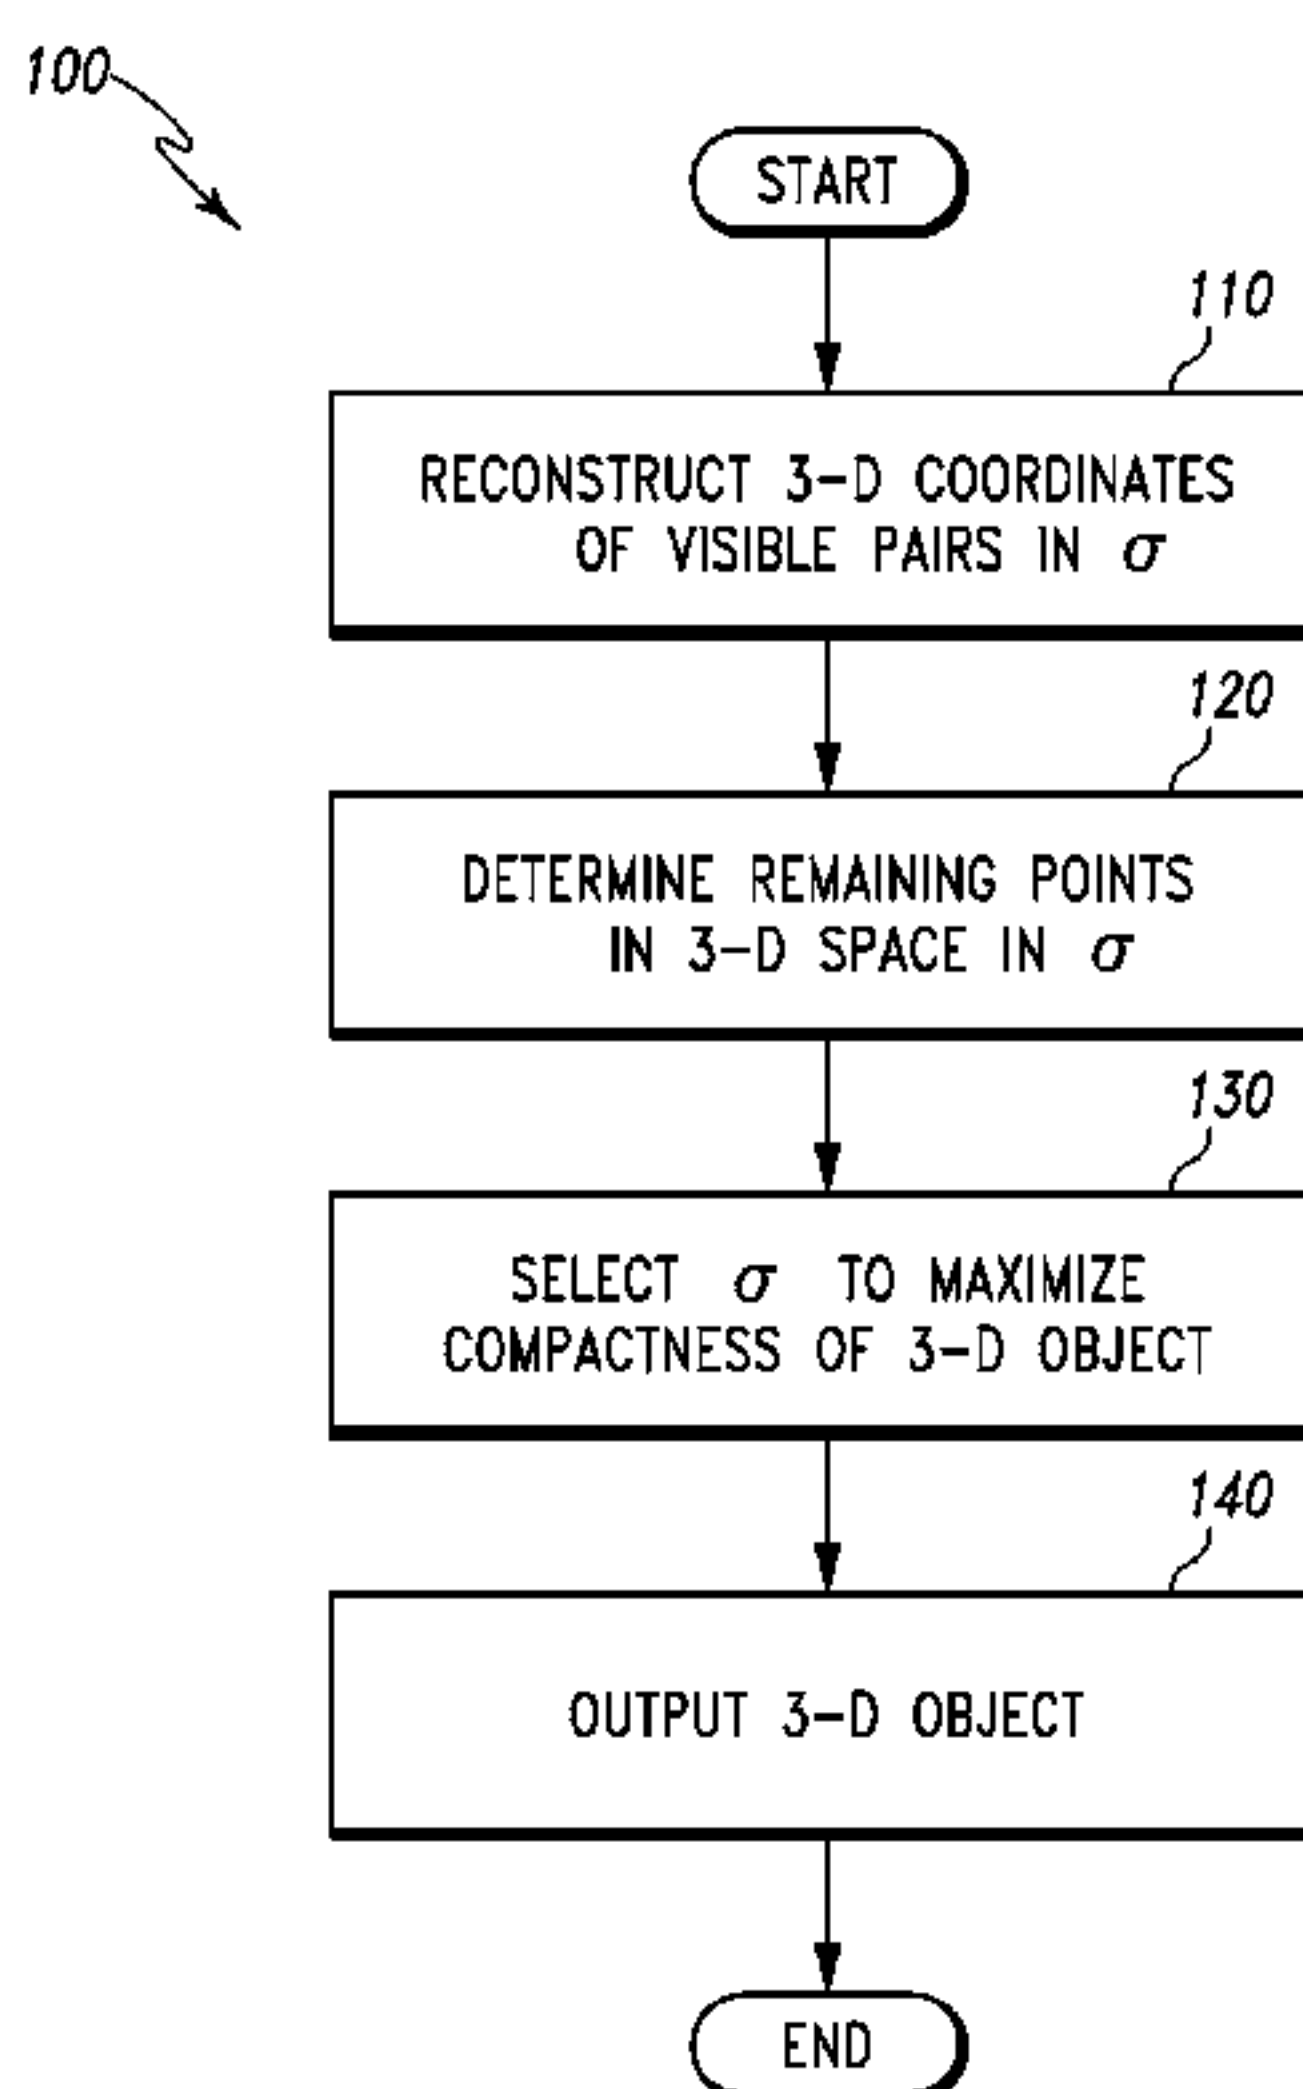 100
START
110
RECONSTRUCT 3-D COORDINATES
OF VISIBLE PAIRS IN σ
120
DETERMINE REMAINING POINTS
IN 3-D SPACE IN σ
130
SELECT σ TO MAXIMIZE
COMPACTNESS OF 3-D OBJECT
140
OUTPUT 3-D OBJECT
END